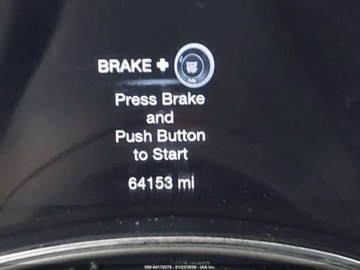 BRAKE +
Press Brake
and
Push Button
to Start
64153 mi